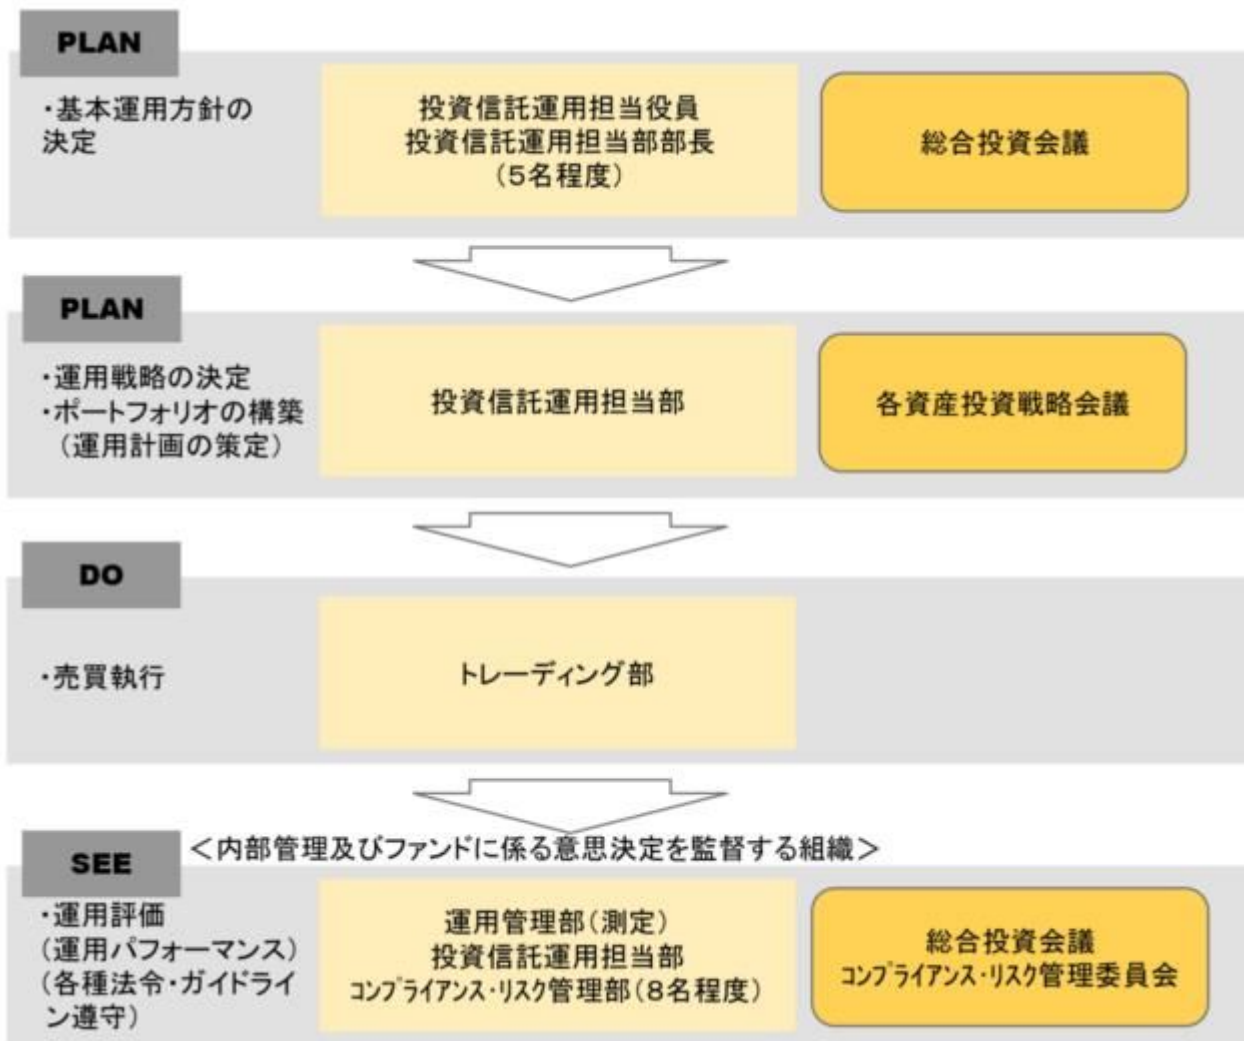 PLAN
・基本運用方針の
決定
投資信託運用担当役員
投資信託運用担当部部長
(5名程度)
総合投資会議
PLAN
・運用戦略の決定
・ポートフォリオの構築
(運用計画の策定)
投資信託運用担当部
各資産投資戦略会議
DO
・売買執行
トレーディング部
SEE
<内部管理及びファンドに係る意思決定を監督する組織>
・運用評価
(運用パフォーマンス)
(各種法令・ガイドライ
ン遵守)
運用管理部(測定)
投資信託運用担当部
コンプライアンス・リスク管理部(8名程度)
総合投資会議
コンプライアンス・リスク管理委員会